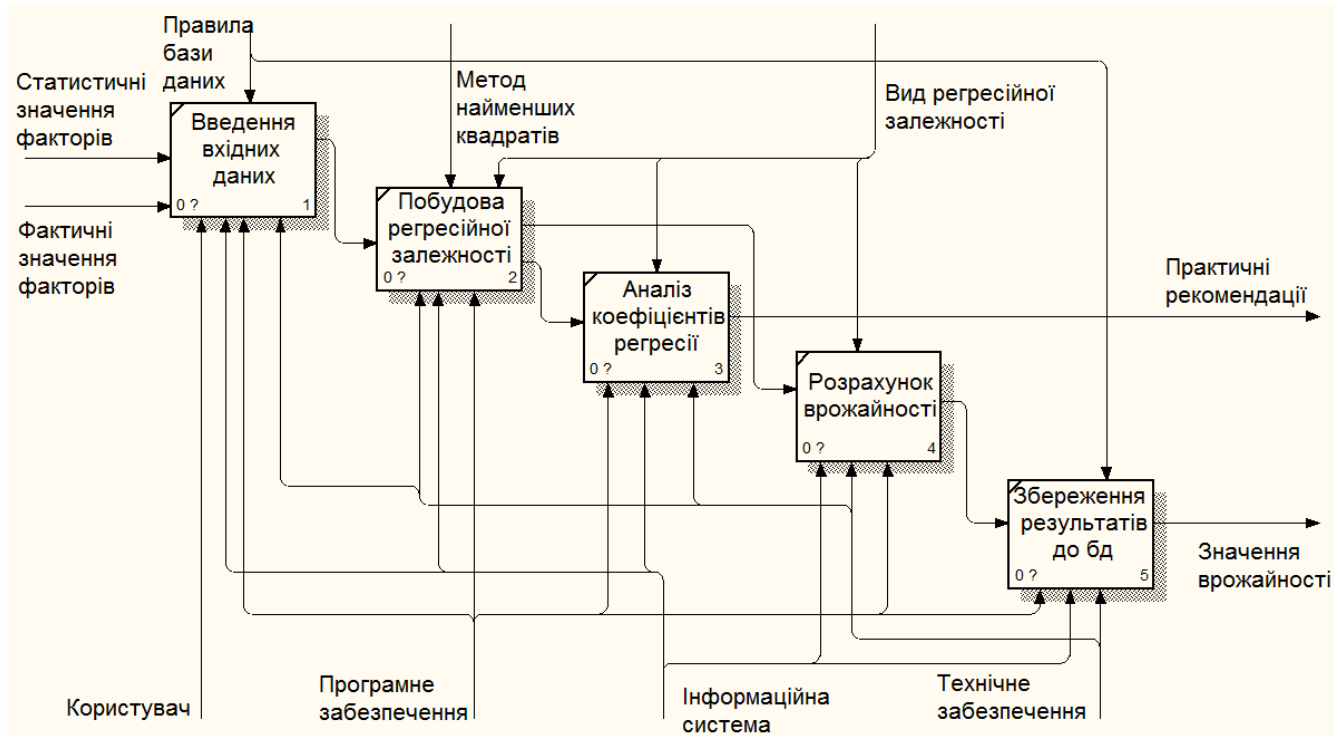 Правила
бази
даних
Статистичні
значення
факторів
Метод
найменших
квадратів
Вид регресійної
залежності
Введення
вхідних
даних
0 ?
1
Фактичні
значення
факторів
Побудова
регресійної
залежності
0 ?
2
Аналіз
коефіцієнтів
регресії
0 ?
3
Практичні
рекомендації
Розрахунок
врожайності
0 ?
4
Збереження
результатів
до бд
0 ?
5
Значення
врожайності
Користувач
Програмне
забезпечення
Інформаційна
система
Технічне
забезпечення